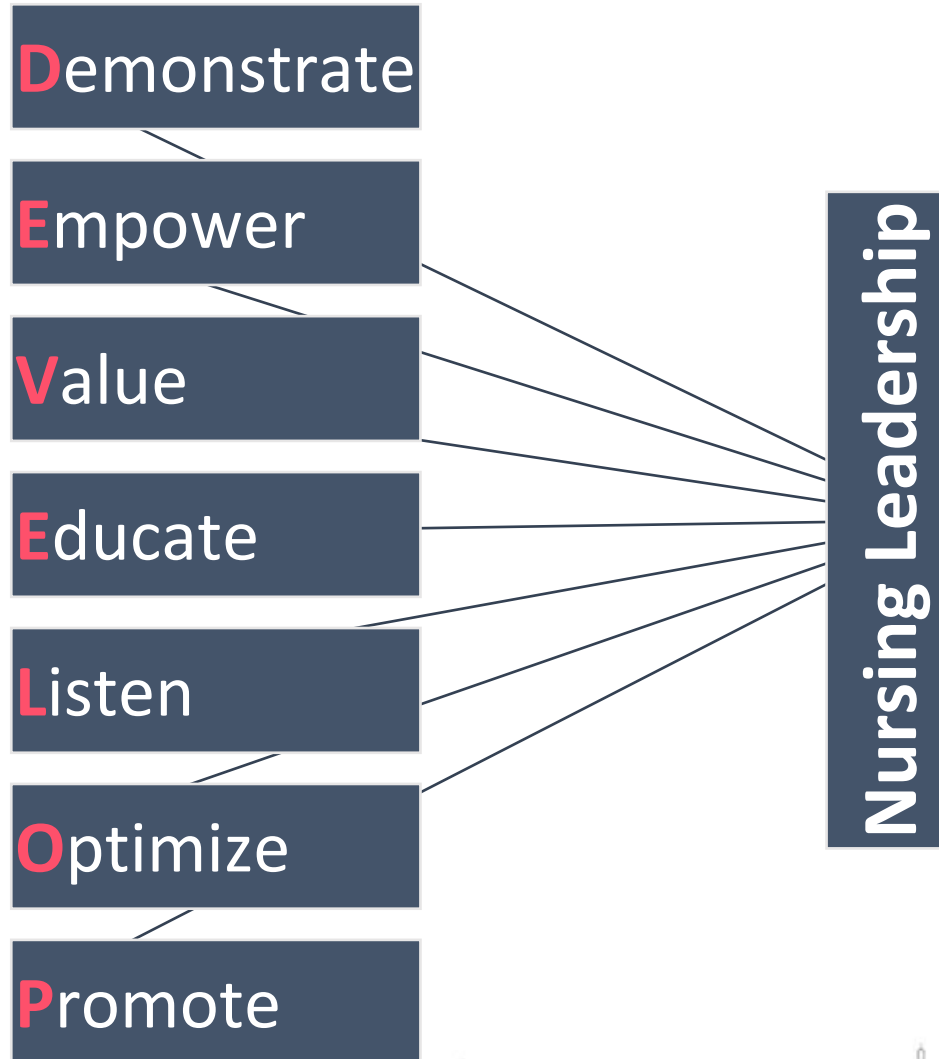 Demonstrate
Empower
Value
Educate
Listen
Optimize
Promote
Nursing Leadership